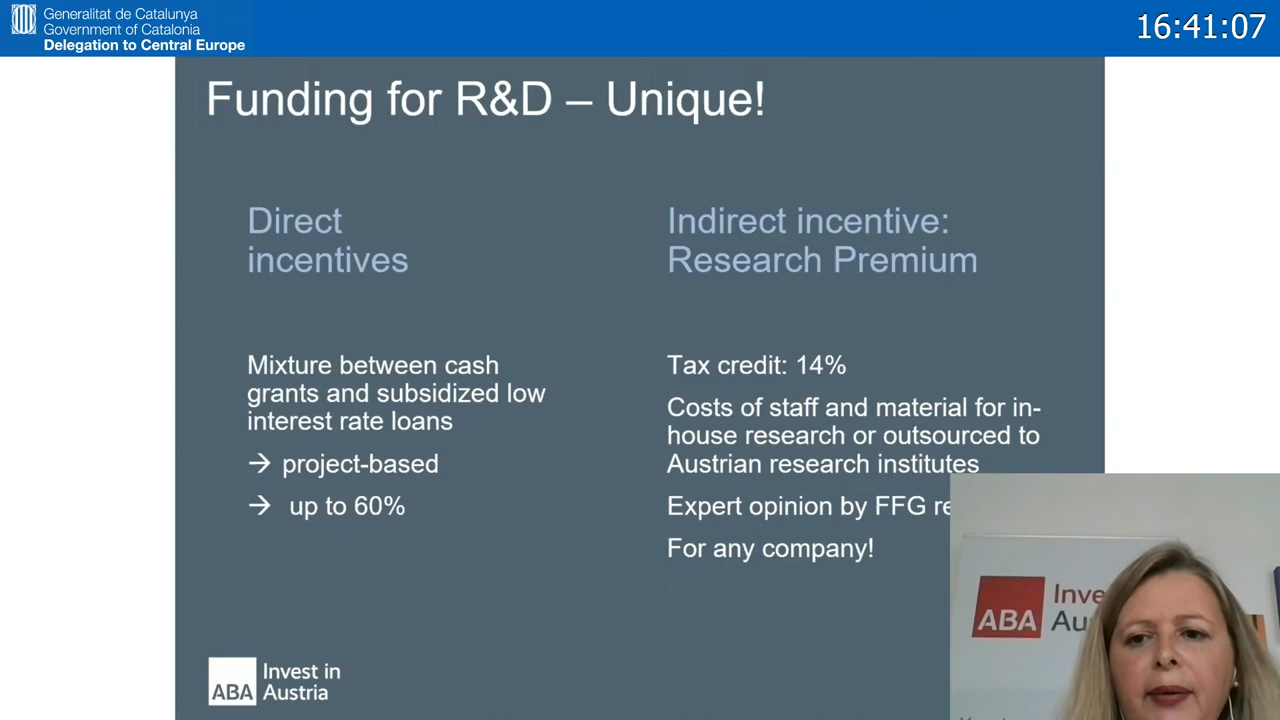 Generalitat de Catalunya
Government of Catalonia
Delegation to Central Europe
16:41:07
Funding for R&D – Unique!
Direct
incentives
Mixture between cash
grants and subsidized low
interest rate loans
→ project-based
→ up to 60%
Indirect incentive:
Research Premium
Tax credit: 14%
Costs of staff and material for in-
house research or outsourced to
Austrian research institutes
Expert opinion by FFG
For any company!
ABA
Invest in
Austria
ABA